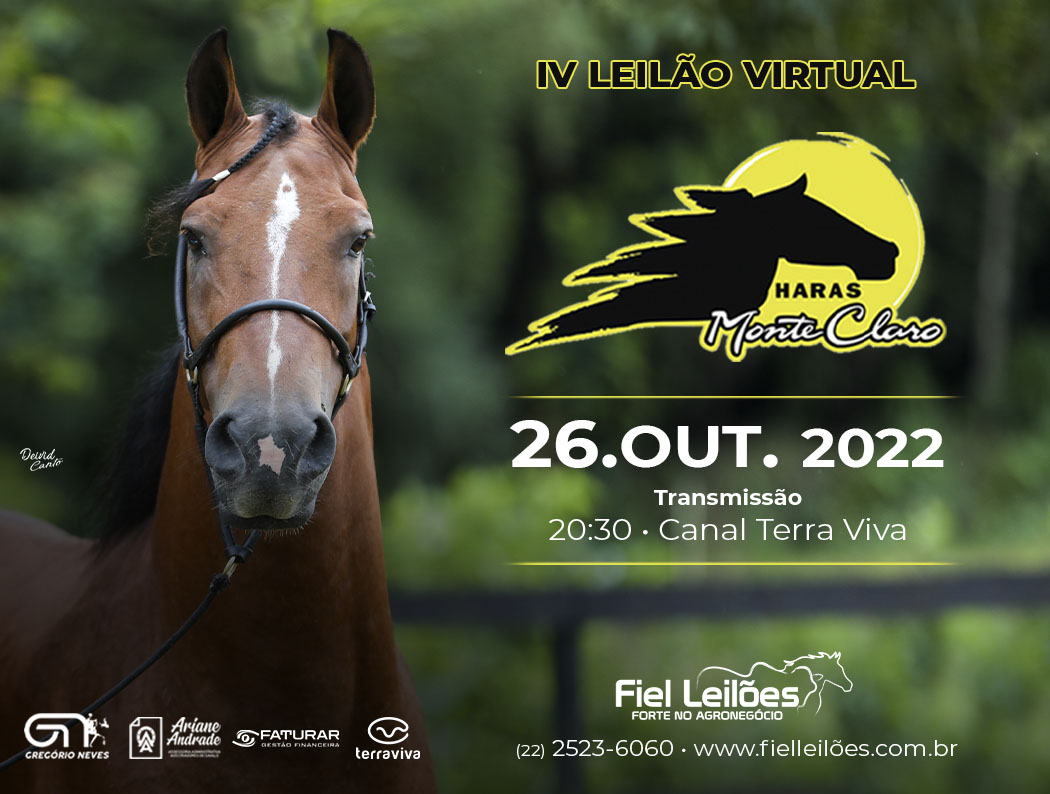 IV LEILÃO VIRTUAL
HARAS
Monte Claro
26.OUT. 2022
Transmissão
20:30 • Canal Terra Viva
Deivid
Canto
Fiel Leilões
FORTE NO AGRONEGÓCIO
(22) 2523-6060 • www.fielleilões.com.br
GN
GREGÓRIO NEVES
Ariane
Andrade
FATURAR
GESTÃO FINANCEIRA
terraviva